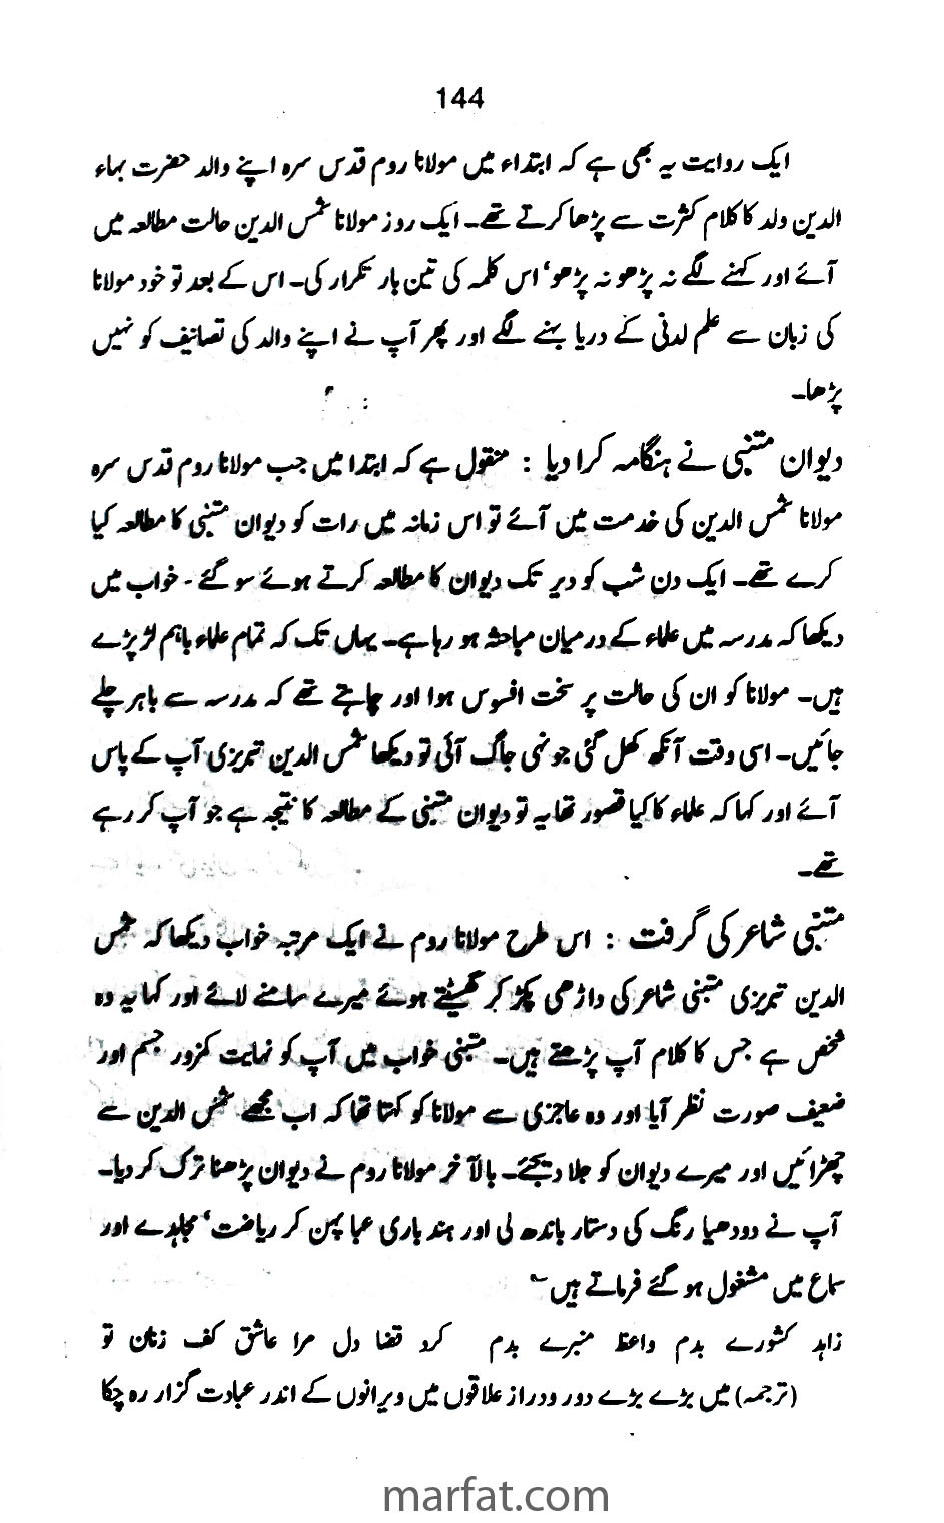 144
ایک روایت یہ بھی ہے کہ ابتداء میں مولانا روم قدس سرہ اپنے والد حضرت بہاء
الدین ولد کا کلام کثرت سے پڑھا کرتے تھے۔ ایک روز مولانا شمس الدین حالت مطالعہ میں
آئے اور کہنے لگے نہ پڑھو نہ پڑھو‘ اس کلمہ کی تین بار تکرار کی۔ اس کے بعد تو خود مولانا
کی زبان سے علم لدنی کے دریا بہنے لگے اور پھر آپ نے اپنے والد کی تصانیف کو نہیں
پڑھا۔
دیوان متنبی نے ہنگامہ کرا دیا : منقول ہے کہ ابتدا میں جب مولانا روم قدس سرہ
مولانا شمس الدین کی خدمت میں آئے تو اس زمانہ میں رات کو دیوان متنبی کا مطالعہ کیا
کرے تھے۔ ایک دن شب کو دیر تک دیوان کا مطالعہ کرتے ہوئے سو گئے۔ خواب میں
دیکھا کہ مدرسہ میں علماء کے درمیان مباحثہ ہو رہا ہے۔ یہاں تک کہ تمام علماء باہم لڑ پڑے
ہیں۔ مولانا کو ان کی حالت پر سخت افسوس ہوا اور چاہتے تھے کہ مدرسہ سے باہر چلے
جائیں۔ اسی وقت آنکھ کھل گئی جونہی جاگ آئی تو دیکھا شمس الدین تبریزی آپ کے پاس
آئے اور کہا کہ علماء کا کیا قصور تھا یہ تو دیوان متنبی کے مطالعہ کا نتیجہ ہے جو آپ کر رہے
تھے۔
متنبی شاعر کی گرفت : اس طرح مولانا روم نے ایک مرتبہ خواب دیکھا کہ شمس
الدین تبریزی متنبی شاعر کی داڑھی پکڑ کر گھسیٹتے ہوئے میرے سامنے لائے اور کہا یہ وہ
شخص ہے جس کا کلام آپ پڑھتے ہیں۔ متنبی خواب میں آپ کو نہایت کمزور جسم اور
ضعیف صورت نظر آیا اور وہ عاجزی سے مولانا کو کہتا تھا کہ اب مجھے شمس الدین سے
چھڑائیں اور میرے دیوان کو جلا دیجئے۔ بالآخر مولانا روم نے دیوان پڑھنا ترک کر دیا۔
آپ نے دودھیا رنگ کی دستار باندھ لی اور ہندباری عبا پہن کر ریاضت‘ مجاہدے اور
سماع میں مشغول ہو گئے فرماتے ہیں ؎
زاہد کشورے بدم واعظ منبرے بدم کرد قضا دل مرا عاشق کف زنان تو
(ترجمہ) میں بڑے بڑے دور و دراز علاقوں میں ویرانوں کے اندر عبادت گزار رہ چکا
marfat.com